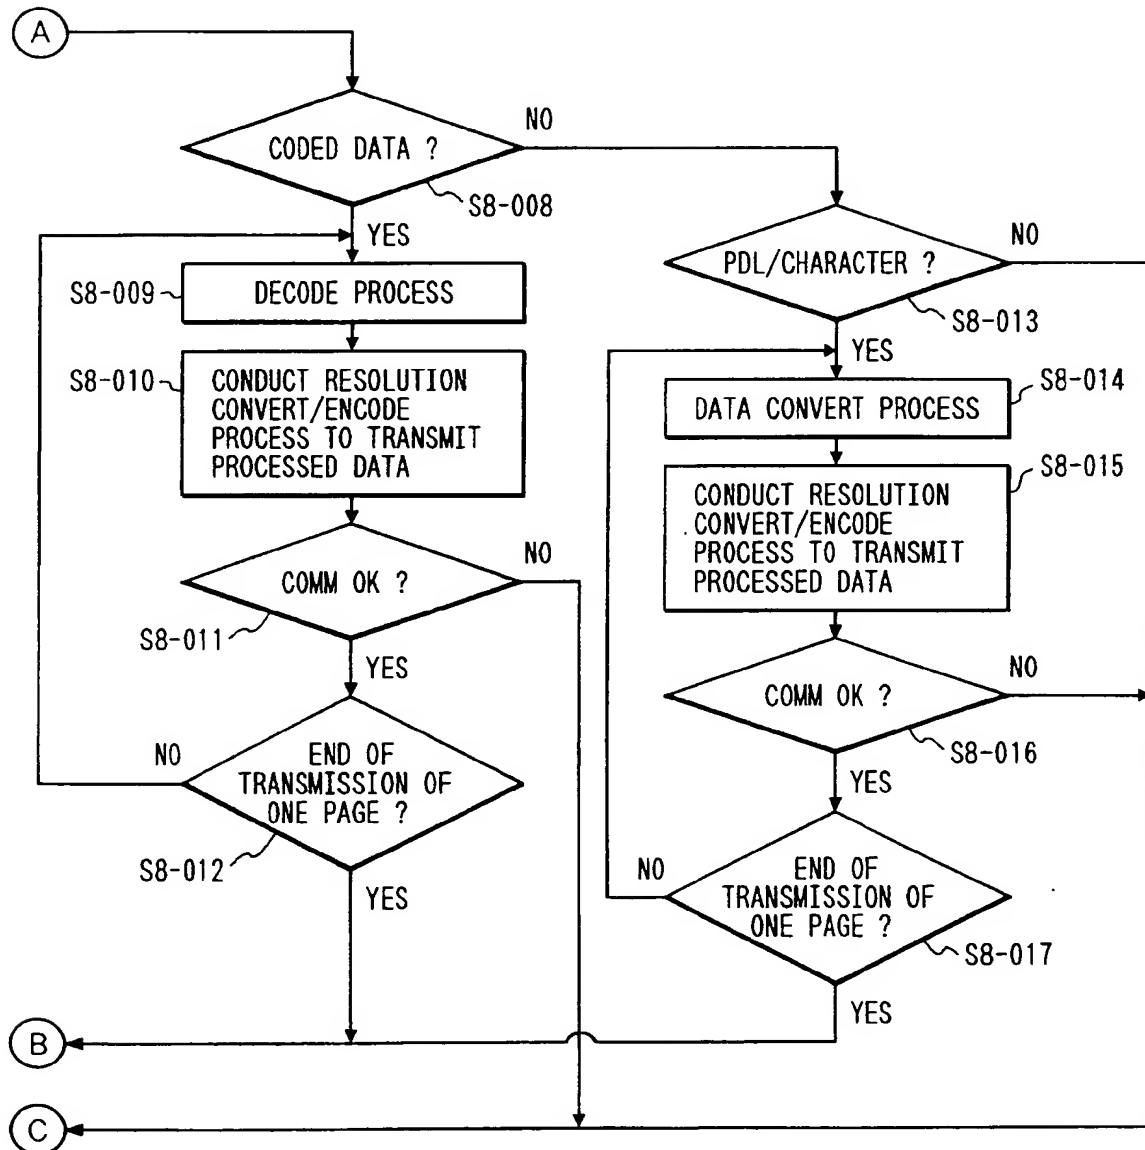 A
CODED DATA ?
NO
S8-008
YES
S8-009
DECODE PROCESS
S8-010
CONDUCT RESOLUTION
CONVERT/ENCODE
PROCESS TO TRANSMIT
PROCESSED DATA
COMM OK ?
NO
S8-011
YES
NO
END OF
TRANSMISSION OF
ONE PAGE ?
S8-012
YES
PDL/CHARACTER ?
NO
S8-013
YES
DATA CONVERT PROCESS
S8-014
S8-015
CONDUCT RESOLUTION
CONVERT/ENCODE
PROCESS TO TRANSMIT
PROCESSED DATA
COMM OK ?
NO
S8-016
YES
NO
END OF
TRANSMISSION OF
ONE PAGE ?
S8-017
YES
B
C